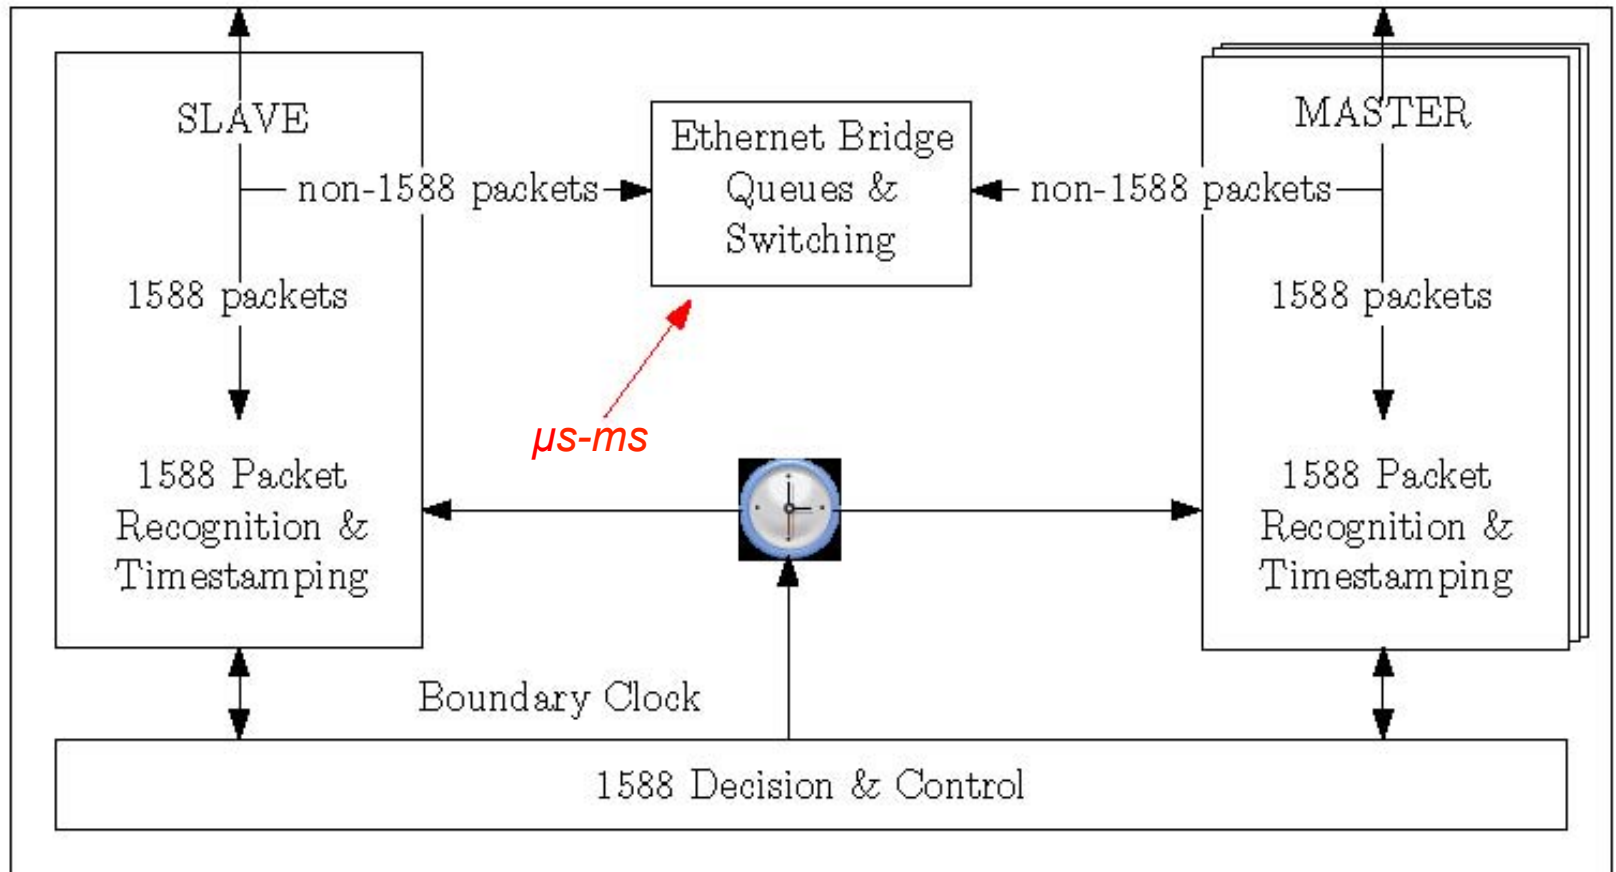 SLAVE
MASTER
Ethernet Bridge
Queues &
Switching
non-1588 packets
non-1588 packets
1588 packets
1588 packets
µs-ms
1588 Packet
Recognition &
Timestamping
1588 Packet
Recognition &
Timestamping
Boundary Clock
1588 Decision & Control